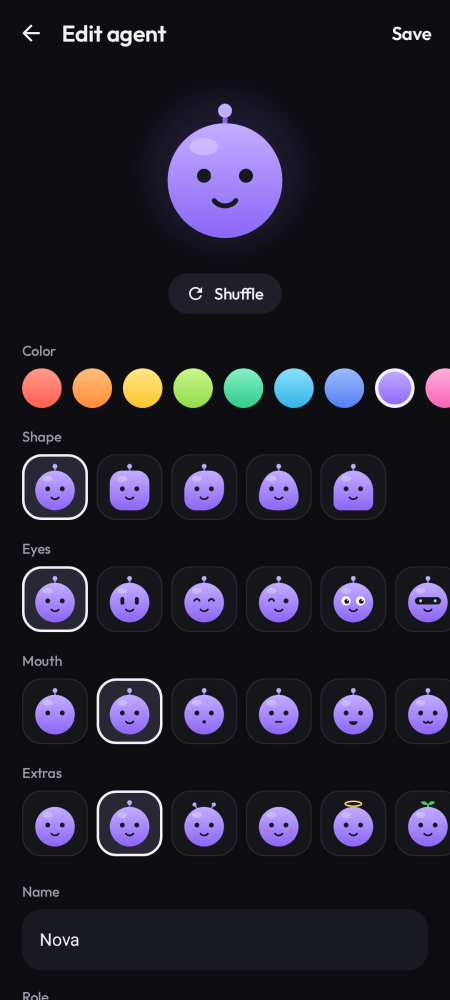 Edit agent
Save
Shuffle
Color
Shape
Eyes
Mouth
Extras
Name
Nova
Role